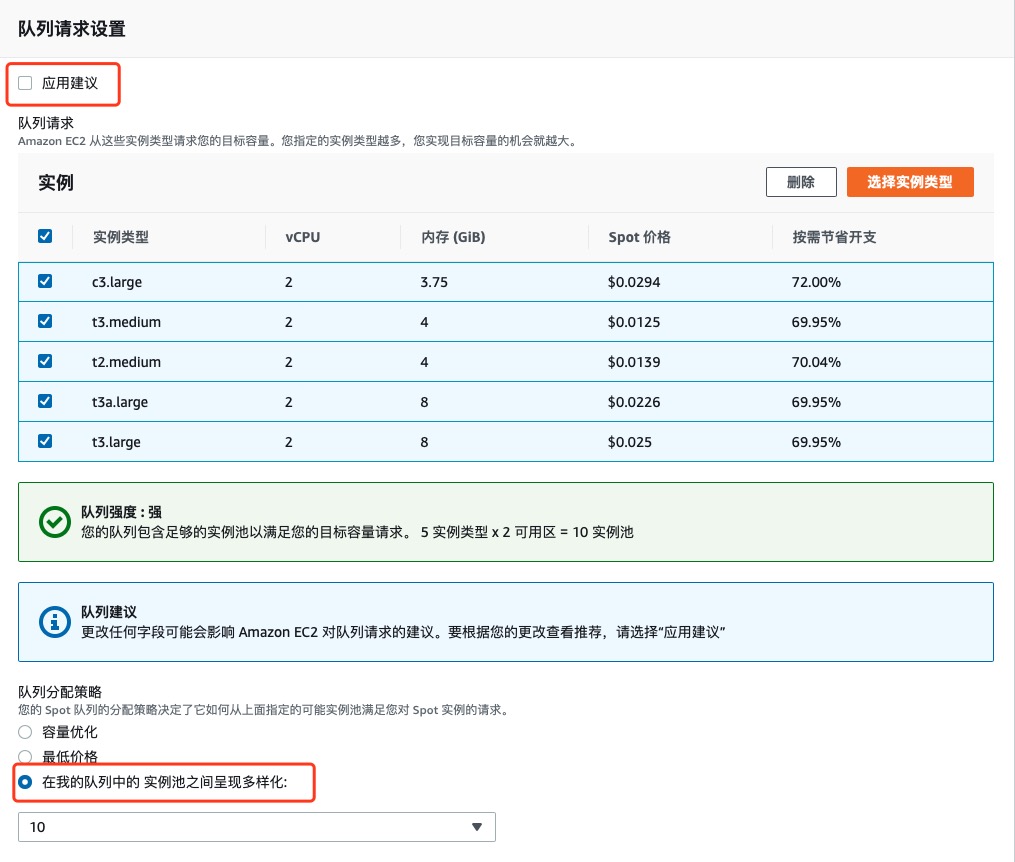 队列请求设置
应用建议
队列请求
Amazon EC2 从这些实例类型请求您的目标容量。您指定的实例类型越多，您实现目标容量的机会就越大。
实例 删除 选择实例类型
实例类型 vCPU 内存 (GiB) Spot 价格 按需节省开支
c3.large 2 3.75 $0.0294 72.00%
t3.medium 2 4 $0.0125 69.95%
t2.medium 2 4 $0.0139 70.04%
t3a.large 2 8 $0.0226 69.95%
t3.large 2 8 $0.025 69.95%
队列强度 : 强
您的队列包含足够的实例池以满足您的目标容量请求。 5 实例类型 x 2 可用区 = 10 实例池
队列建议
更改任何字段可能会影响 Amazon EC2 对队列请求的建议。要根据您的更改查看推荐，请选择“应用建议”
队列分配策略
您的 Spot 队列的分配策略决定了它如何从上面指定的可能实例池满足您对 Spot 实例的请求。
容量优化
最低价格
在我的队列中的 实例池之间呈现多样化:
10